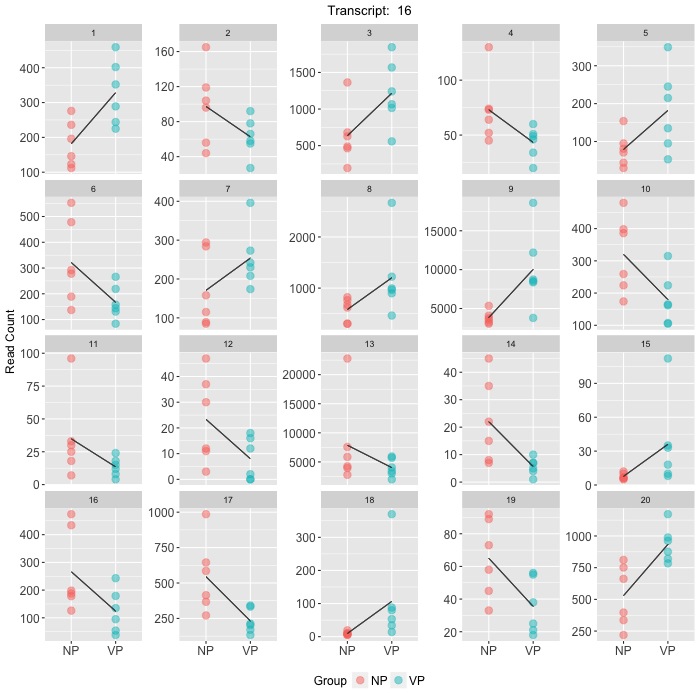 Transcript:  16
1 2 3 4 5
400 300 200 100
160 120 80 40
1500 1000 500
100 50
300 200 100
6 7 8 9 10
500 400 300 200 100
400 300 200 100
2000 1000
15000 10000 5000
400 300 200 100
Read Count
11 12 13 14 15
100 75 50 25 0
40 30 20 10 0
20000 15000 10000 5000
40 30 20 10 0
90 60 30 0
16 17 18 19 20
400 300 200 100
1000 750 500 250
300 200 100 0
80 60 40 20
1000 750 500 250
NP VP NP VP NP VP NP VP NP VP
Group NP VP